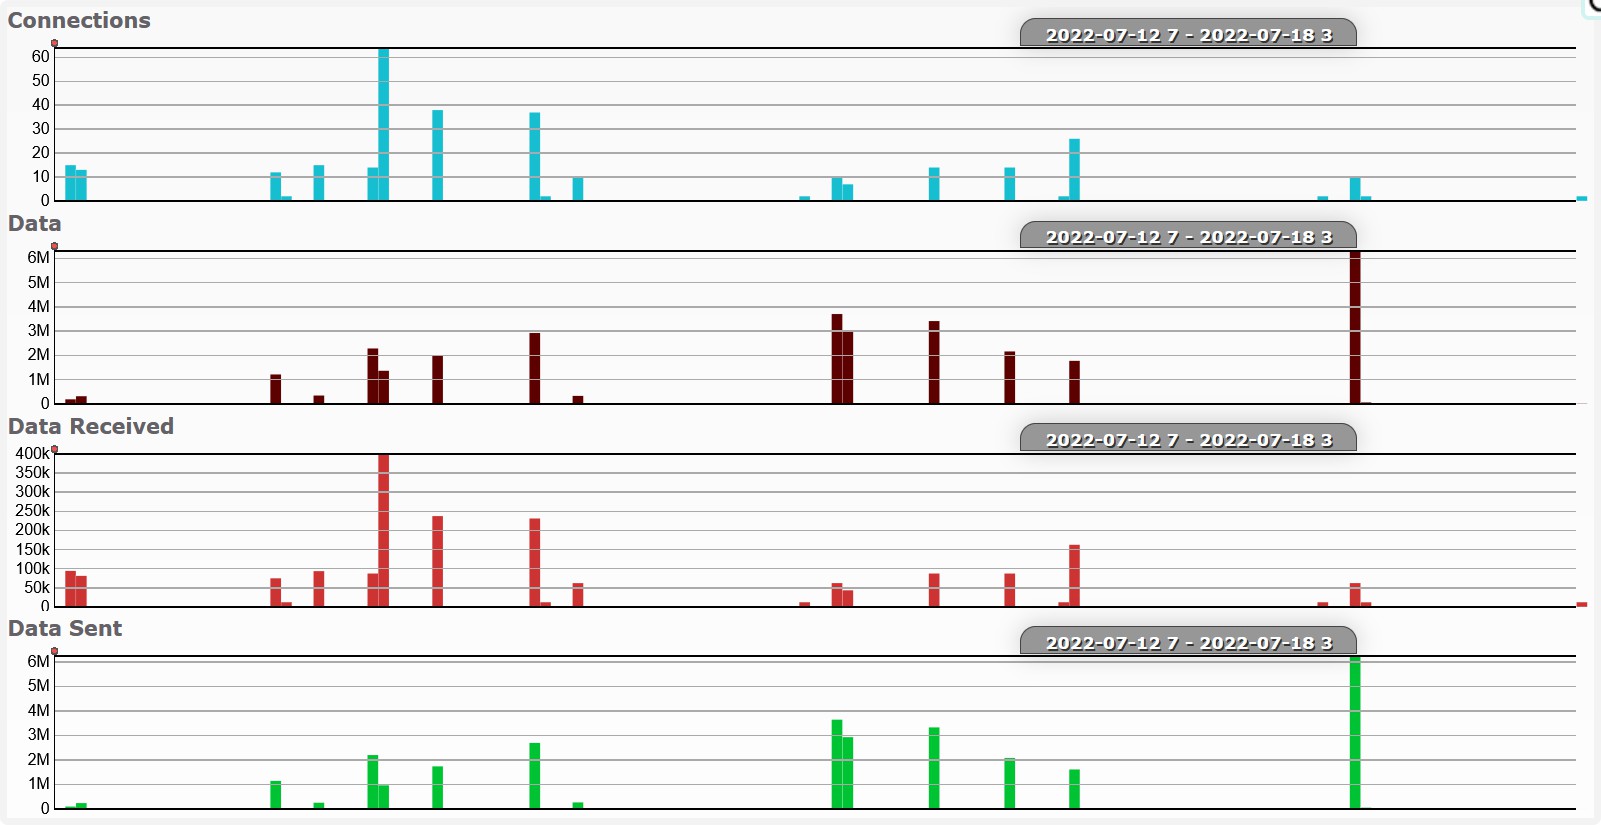 Connections
2022-07-12 7 - 2022-07-18 3
60
50
40
30
20
10
0
Data
2022-07-12 7 - 2022-07-18 3
6M
5M
4M
3M
2M
1M
0
Data Received
2022-07-12 7 - 2022-07-18 3
400k
350k
300k
250k
200k
150k
100k
50k
0
Data Sent
2022-07-12 7 - 2022-07-18 3
6M
5M
4M
3M
2M
1M
0